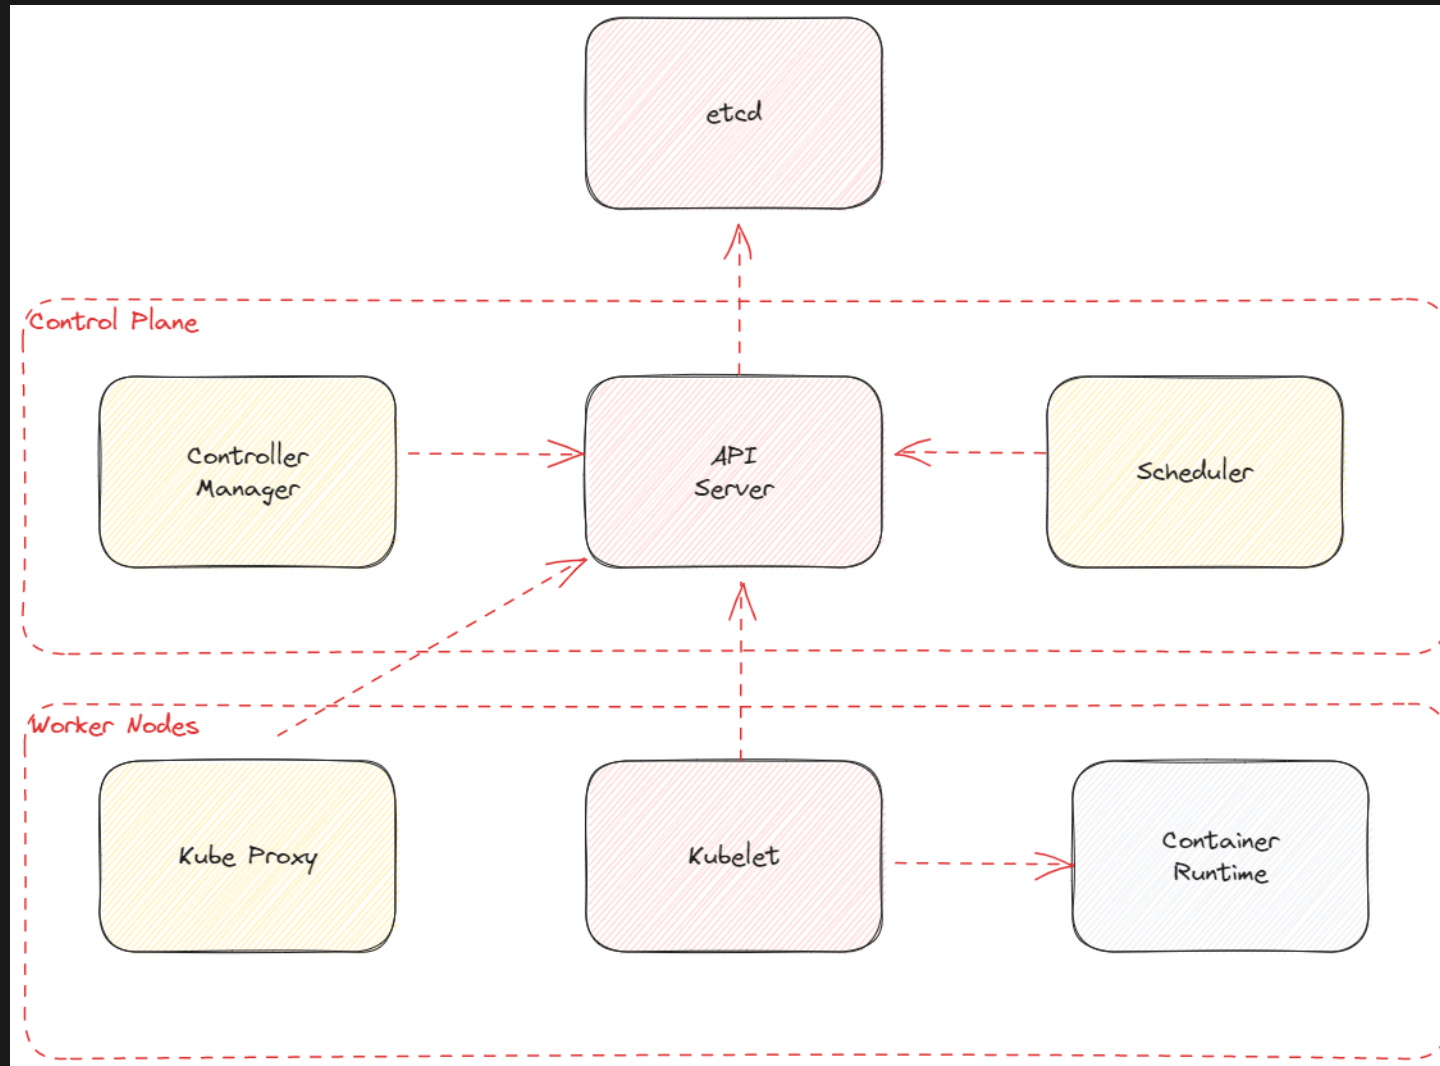 etcd
Control Plane
Controller
Manager
API
Server
Scheduler
Worker Nodes
Kube Proxy
Kubelet
Container
Runtime